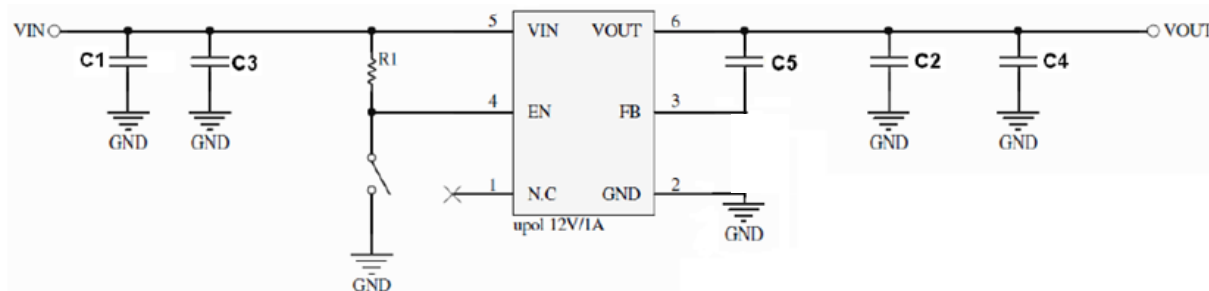 VIN
5
VIN
VOUT
6
VOUT
C1
C3
R1
C5
C2
C4
4
EN
FB
3
GND
GND
GND
GND
1
N.C
GND
2
upol 12V/1A
GND
GND